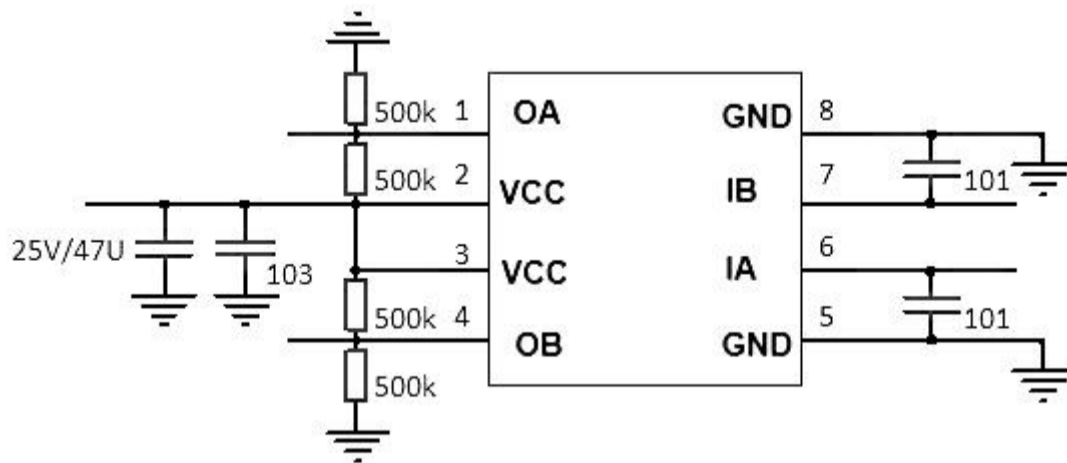 500k 1 OA GND 8
500k 2 VCC IB 7 101
25V/47U 103 3 VCC IA 6
500k 4 OB GND 5 101
500k